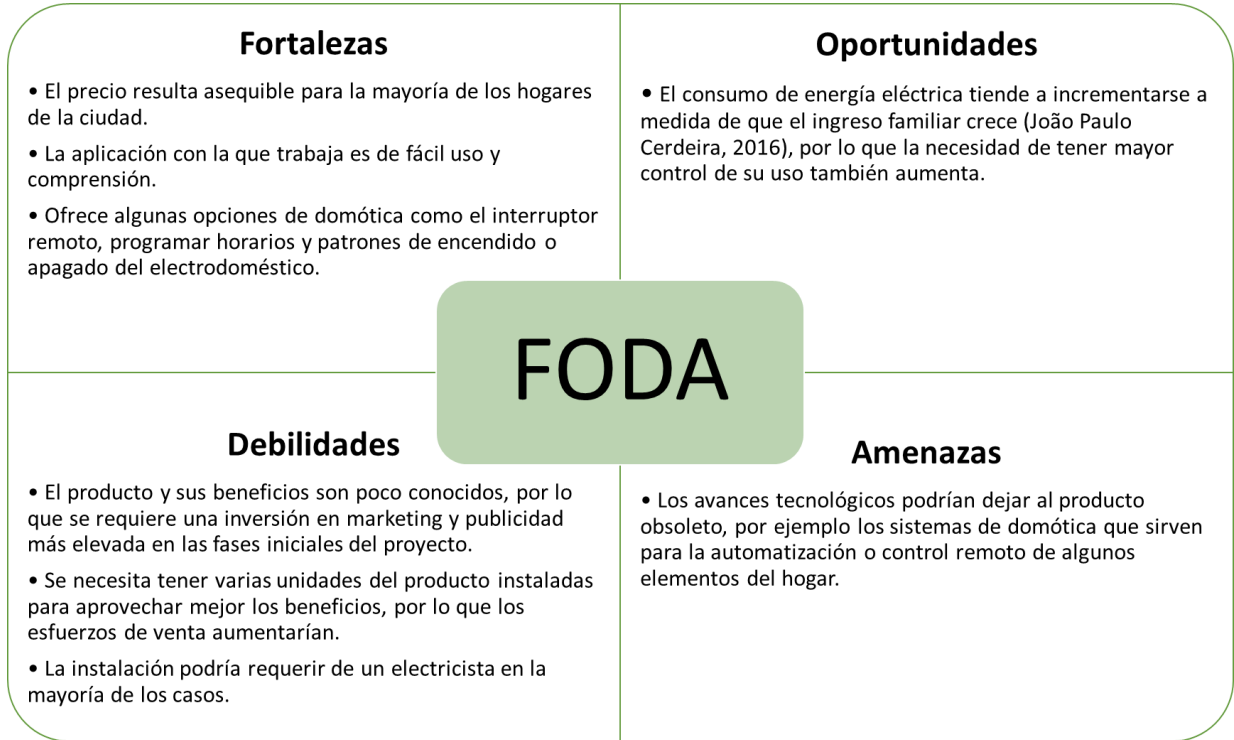 Fortalezas
• El precio resulta asequible para la mayoría de los hogares
de la ciudad.
• La aplicación con la que trabaja es de fácil uso y
comprensión.
• Ofrece algunas opciones de domótica como el interruptor
remoto, programar horarios y patrones de encendido o
apagado del electrodoméstico.
Oportunidades
• El consumo de energía eléctrica tiende a incrementarse a
medida de que el ingreso familiar crece (João Paulo
Cerdeira, 2016), por lo que la necesidad de tener mayor
control de su uso también aumenta.
FODA
Debilidades
• El producto y sus beneficios son poco conocidos, por lo
que se requiere una inversión en marketing y publicidad
más elevada en las fases iniciales del proyecto.
• Se necesita tener varias unidades del producto instaladas
para aprovechar mejor los beneficios, por lo que los
esfuerzos de venta aumentarían.
• La instalación podría requerir de un electricista en la
mayoría de los casos.
Amenazas
• Los avances tecnológicos podrían dejar al producto
obsoleto, por ejemplo los sistemas de domótica que sirven
para la automatización o control remoto de algunos
elementos del hogar.